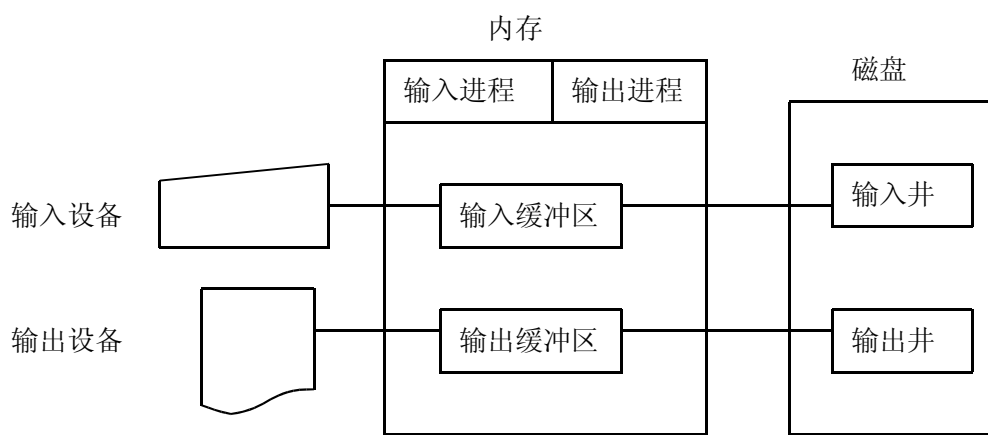 内存
磁盘
输入进程
输出进程
输入设备
输入缓冲区
输入井
输出设备
输出缓冲区
输出井